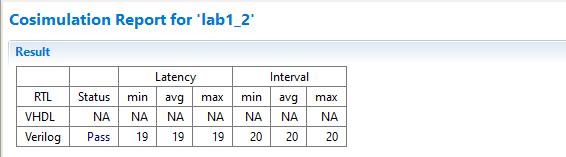 Cosimulation Report for 'lab1_2'
Result
Latency Interval
RTL Status min avg max min avg max
VHDL NA NA NA NA NA NA NA
Verilog Pass 19 19 19 20 20 20